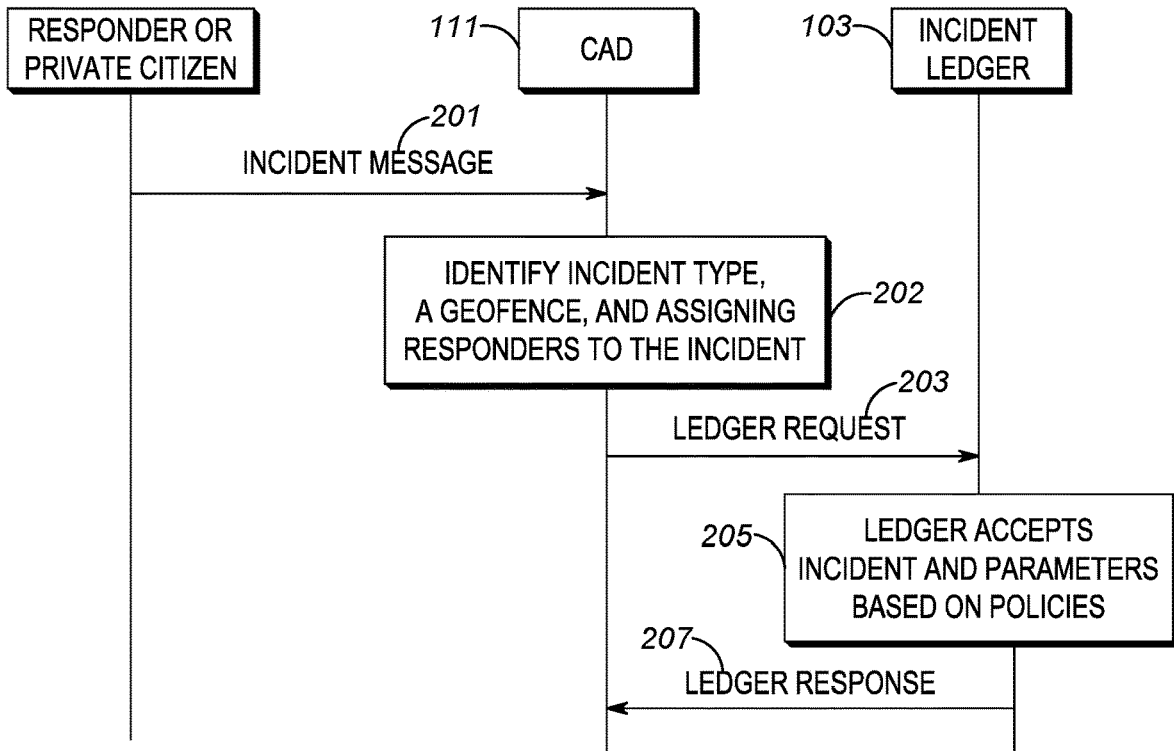 RESPONDER OR
PRIVATE CITIZEN
111
CAD
103
INCIDENT
LEDGER
201
INCIDENT MESSAGE
IDENTIFY INCIDENT TYPE,
A GEOFENCE, AND ASSIGNING
RESPONDERS TO THE INCIDENT
202
203
LEDGER REQUEST
205
LEDGER ACCEPTS
INCIDENT AND PARAMETERS
BASED ON POLICIES
207
LEDGER RESPONSE